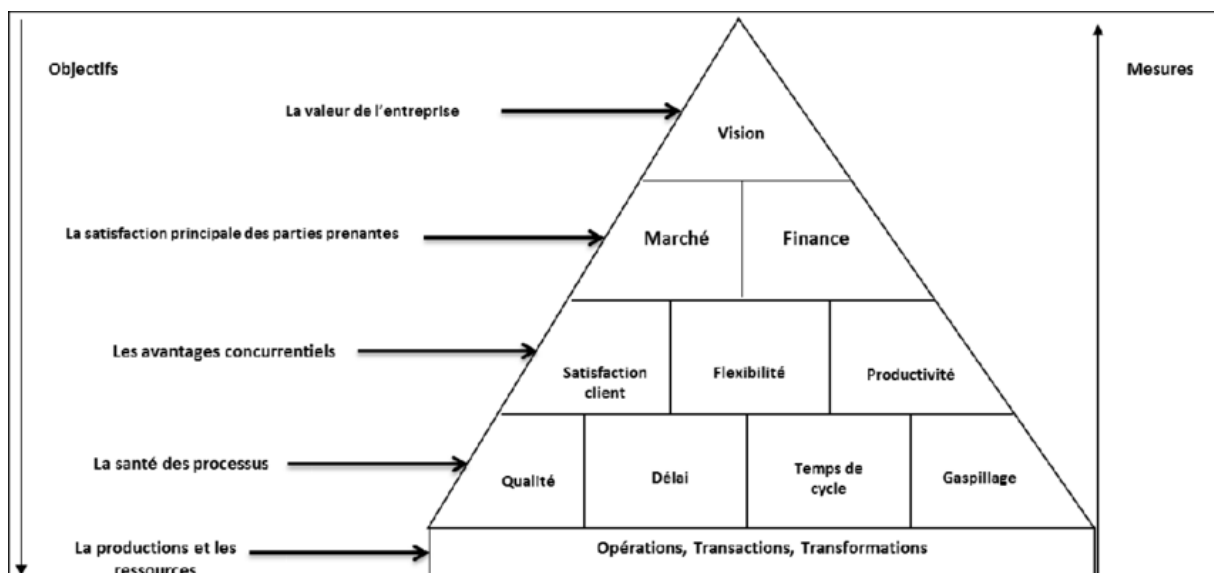 Objectifs
Mesures
La valeur de l'entreprise
Vision
La satisfaction principale des parties prenantes
Marché
Finance
Les avantages concurrentiels
Satisfaction
client
Flexibilité
Productivité
La santé des processus
Qualité
Délai
Temps de
cycle
Gaspillage
La productions et les
ressources
Opérations, Transactions, Transformations